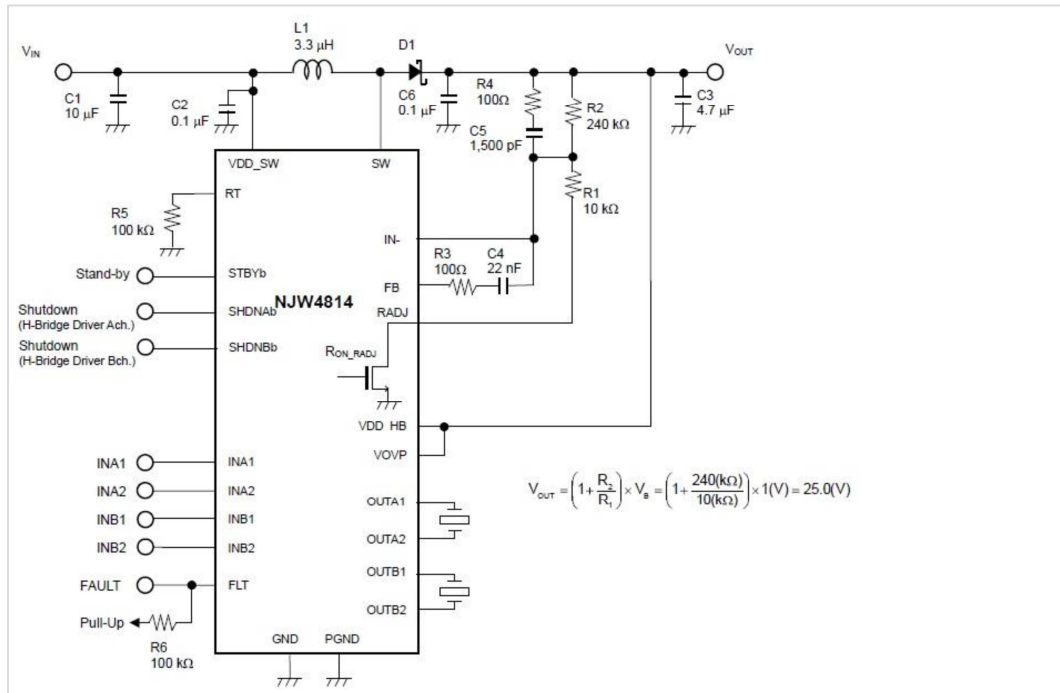 L1
3.3 μH
D1
VIN
VOUT
C1
10 μF
C2
0.1 μF
C6
0.1 μF
R4
100Ω
C5
1,500 pF
R2
240 kΩ
C3
4.7 μF
VDD_SW
SW
RT
R5
100 kΩ
R1
10 kΩ
IN-
R3
100Ω
C4
22 nF
Stand-by
STBYb
FB
NJW4814
Shutdown
(H-Bridge Driver Ach.)
SHDNAb
RADJ
Shutdown
(H-Bridge Driver Bch.)
SHDNBb
RON_RADJ
VDD HB
VOVP
INA1
INA1
INA2
INA2
INB1
INB1
INB2
INB2
OUTA1
OUTA2
OUTB1
OUTB2
VOUT = (1+R2/R1)×VB = (1+240(kΩ)/10(kΩ))×1(V) = 25.0(V)
FAULT
FLT
Pull-Up
R6
100 kΩ
GND
PGND